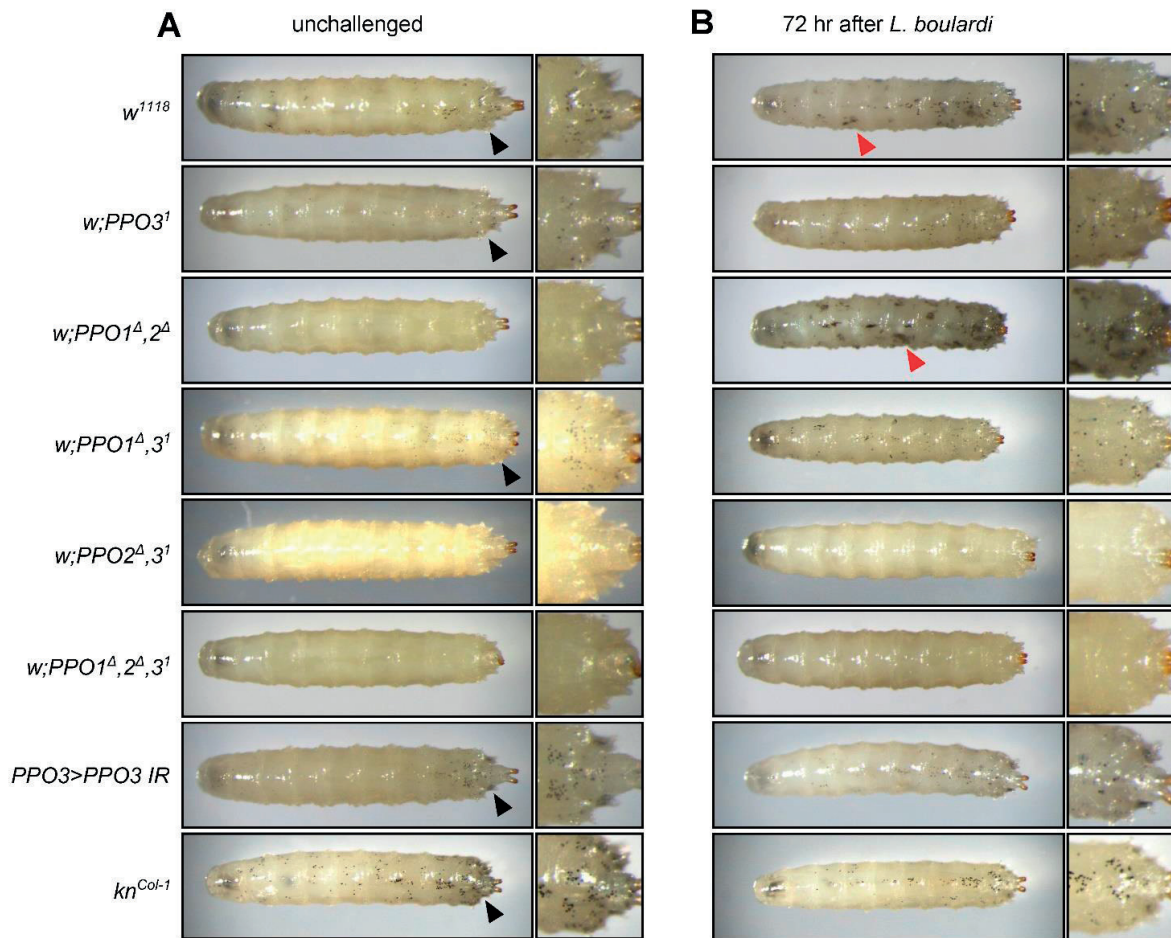 A unchallenged
B 72 hr after L. boulardi
w1118
w;PPO3¹
w;PPO1Δ,2Δ
w;PPO1Δ,3¹
w;PPO2Δ,3¹
w;PPO1Δ,2Δ,3¹
PPO3>PPO3 IR
knCol-1